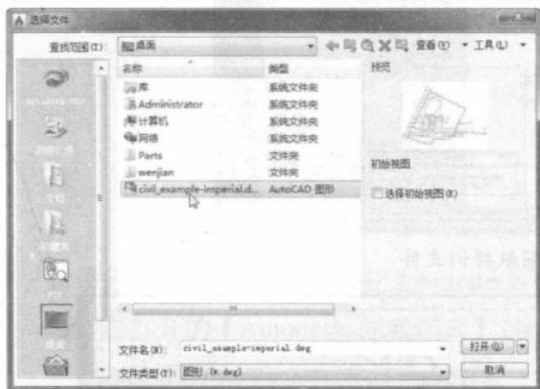 选择文件
查找范围(I):
桌面
查看(V)
工具(L)
名称
类型
库
系统文件夹
Administrator
系统文件夹
计算机
系统文件夹
网络
系统文件夹
Parts
文件夹
wenjian
文件夹
civil_example-imperial.d...
AutoCAD 图形
预览
初始视图
选择初始视图(X)
文件名(N):
civil_example-imperial.dwg
打开(O)
文件类型(T):
图形 (*.dwg)
取消